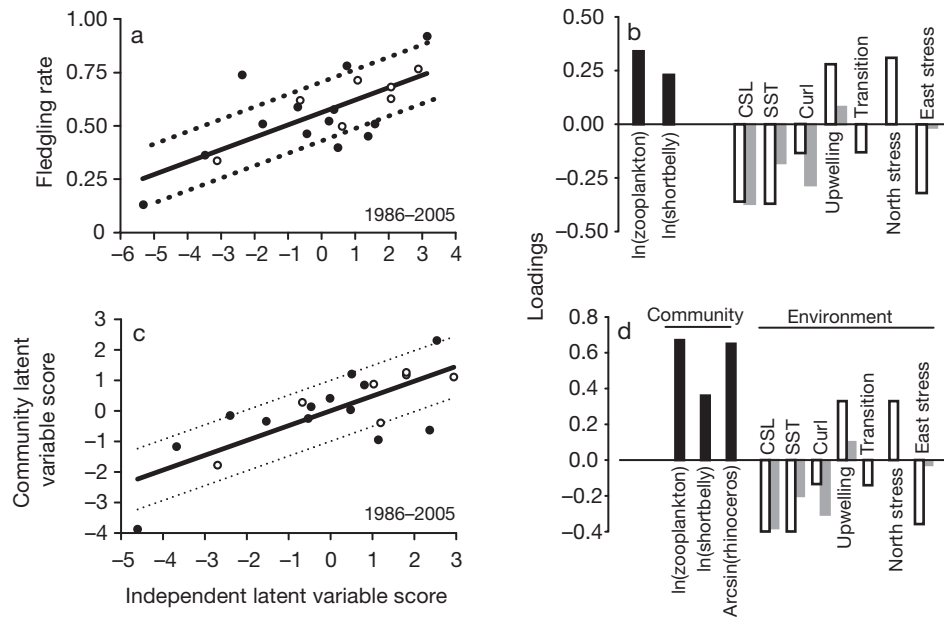 a
Fledgling rate
1.00
0.75
0.50
0.25
0
1986–2005
–6 –5 –4 –3 –2 –1 0 1 2 3 4
b
Loadings
0.50
0.25
0.00
–0.25
–0.50
ln(zooplankton)
ln(shortbelly)
CSL
SST
Curl
Upwelling
Transition
North stress
East stress
c
Community latent
variable score
3
2
1
0
–1
–2
–3
–4
1986–2005
–5 –4 –3 –2 –1 0 1 2 3
Independent latent variable score
d
Community
Environment
0.8
0.6
0.4
0.2
0.0
–0.2
–0.4
ln(zooplankton)
ln(shortbelly)
Arcsin(rhinoceros)
CSL
SST
Curl
Upwelling
Transition
North stress
East stress